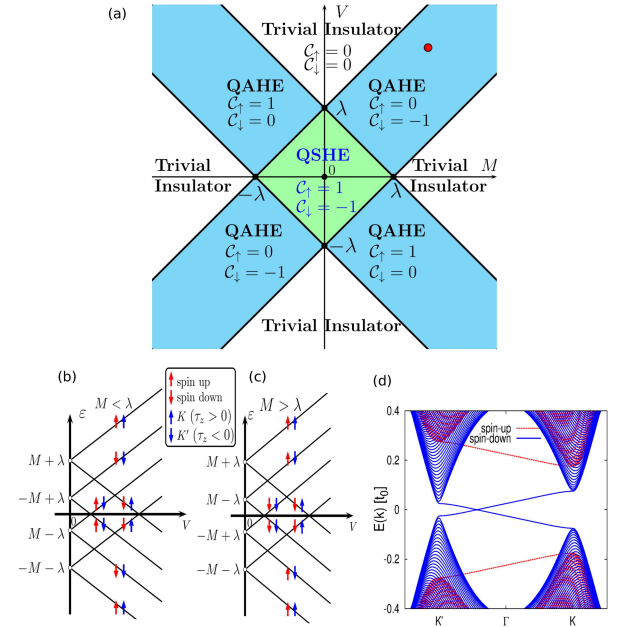 (a)
V
Trivial Insulator
C↑ = 0
C↓ = 0
QAHE
C↑ = 1
C↓ = 0
QAHE
C↑ = 0
C↓ = −1
λ
QSHE
0
Trivial
Insulator
Trivial
Insulator
M
−λ
λ
C↑ = 1
C↓ = −1
QAHE
C↑ = 0
C↓ = −1
QAHE
C↑ = 1
C↓ = 0
−λ
Trivial Insulator
(b)
M < λ
ε
M + λ
−M + λ
0
V
M − λ
−M − λ
spin up
spin down
K (τz > 0)
K′ (τz < 0)
(c)
M > λ
ε
M + λ
M − λ
0
V
−M + λ
−M − λ
(d)
0.4
spin-up
spin-down
0.2
E(k) [t0]
0
-0.2
-0.4
K'
Γ
K